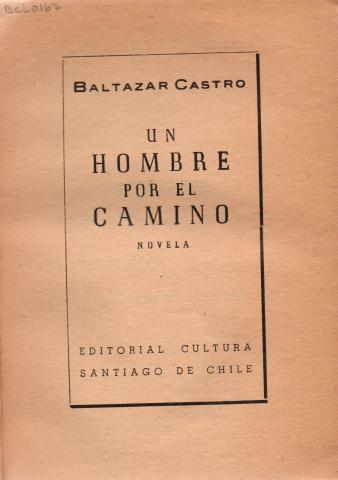 BCL0167
BALTAZAR CASTRO
UN
HOMBRE
POR EL
CAMINO
NOVELA
EDITORIAL CULTURA
SANTIAGO DE CHILE